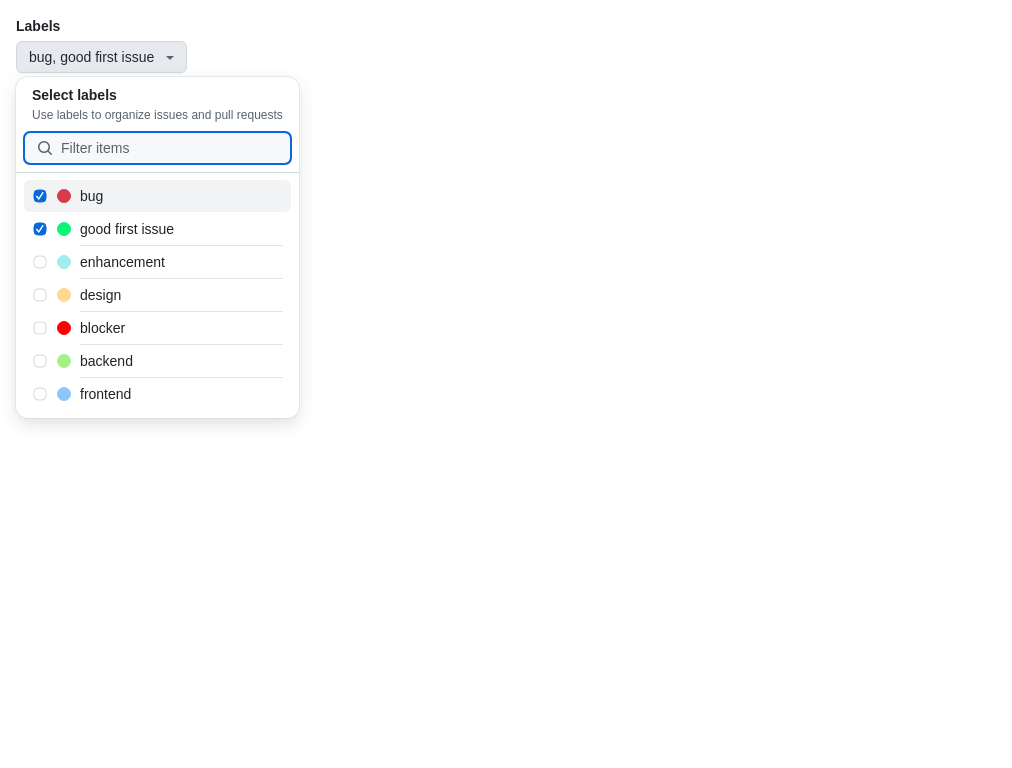 Labels
bug, good first issue
Select labels
Use labels to organize issues and pull requests
Filter items
bug
good first issue
enhancement
design
blocker
backend
frontend